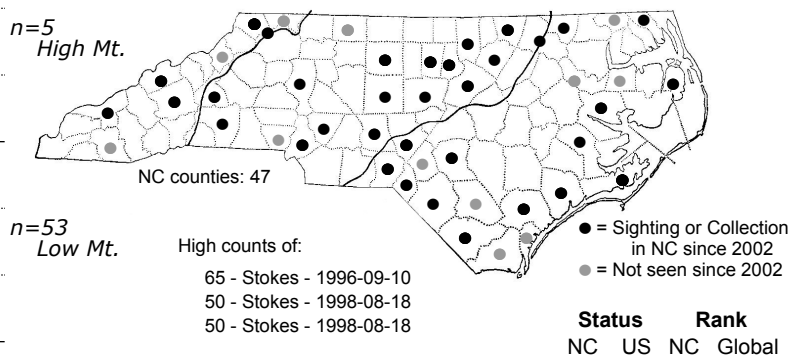 n=5
High Mt.
NC counties: 47
n=53
Low Mt.
High counts of:
65 - Stokes - 1996-09-10
50 - Stokes - 1998-08-18
50 - Stokes - 1998-08-18
= Sighting or Collection
in NC since 2002
= Not seen since 2002
Status Rank
NC US NC Global